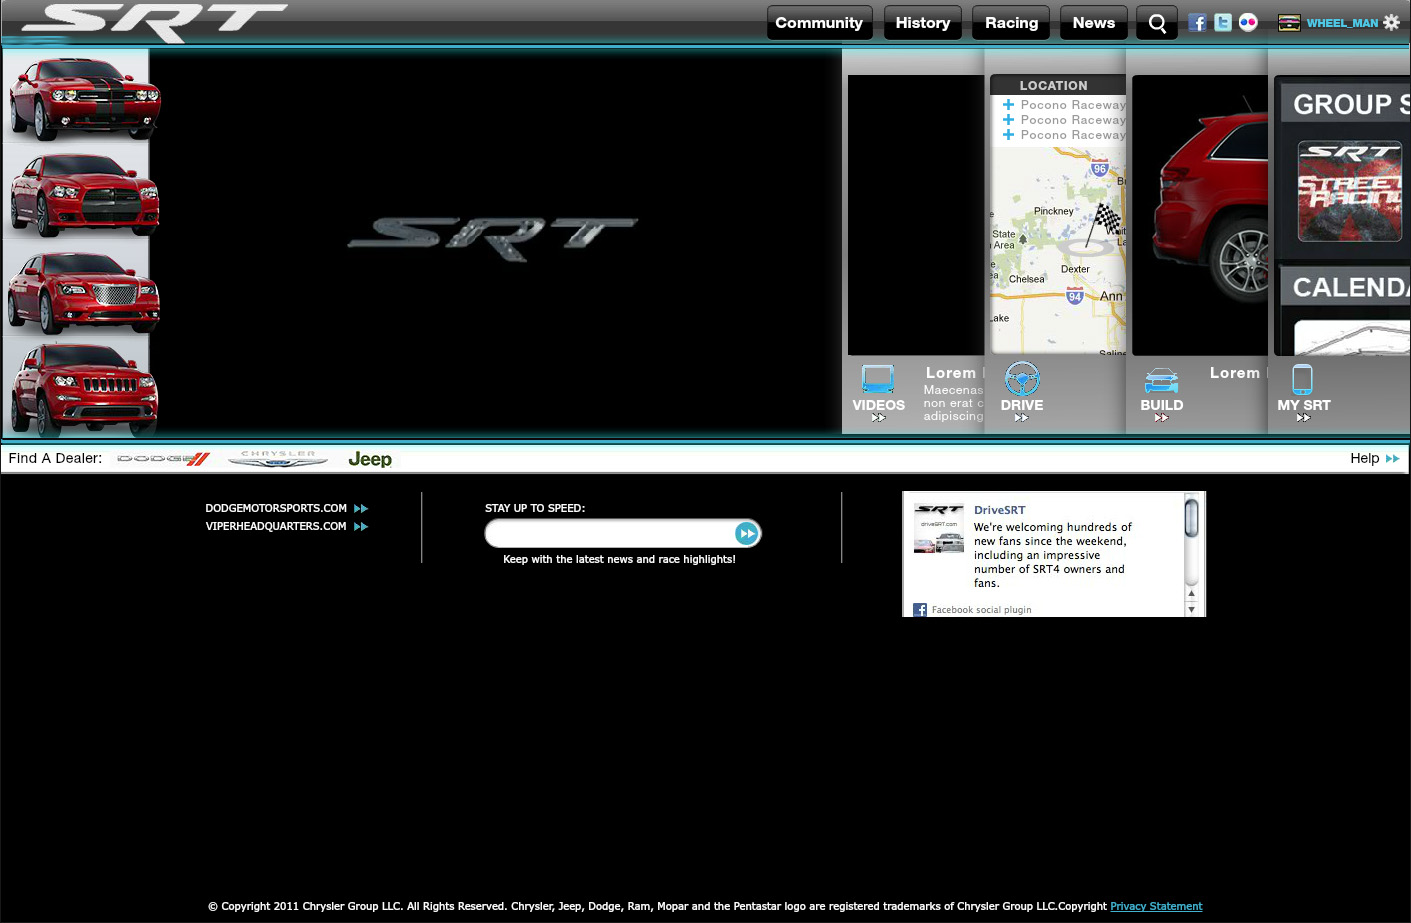 SRT
Community
History
Racing
News
WHEEL_MAN
SRT
LOCATION
Pocono Raceway
Pocono Raceway
Pocono Raceway
96
Pinckney
State
Area
Dexter
Chelsea
94
Ann
Lake
Saline
GROUP S
SRT
STREET
RACING
CALENDA
VIDEOS
Lorem
Maecenas
non erat c
adipiscing
DRIVE
BUILD
Lorem
MY SRT
Find A Dealer:
DODGE
CHRYSLER
Jeep
Help
DODGEMOTORSPORTS.COM
VIPERHEADQUARTERS.COM
STAY UP TO SPEED:
Keep with the latest news and race highlights!
SRT
driveSRT.com
DriveSRT
We're welcoming hundreds of
new fans since the weekend,
including an impressive
number of SRT4 owners and
fans.
Facebook social plugin
© Copyright 2011 Chrysler Group LLC. All Rights Reserved. Chrysler, Jeep, Dodge, Ram, Mopar and the Pentastar logo are registered trademarks of Chrysler Group LLC.Copyright Privacy Statement